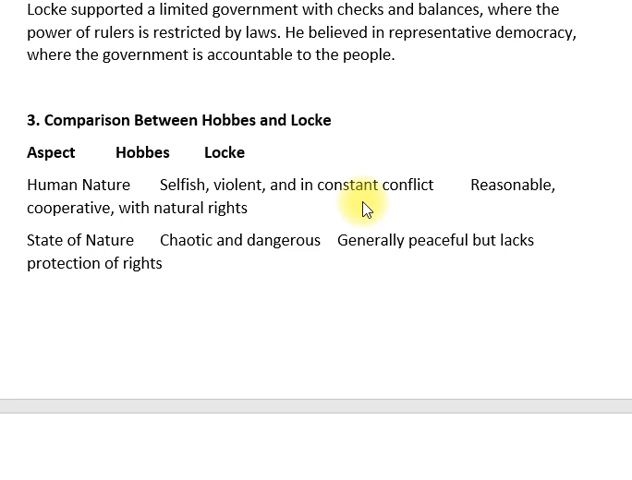 Locke supported a limited government with checks and balances, where the
power of rulers is restricted by laws. He believed in representative democracy,
where the government is accountable to the people.
3. Comparison Between Hobbes and Locke
Aspect Hobbes Locke
Human Nature Selfish, violent, and in constant conflict Reasonable,
cooperative, with natural rights
State of Nature Chaotic and dangerous Generally peaceful but lacks
protection of rights